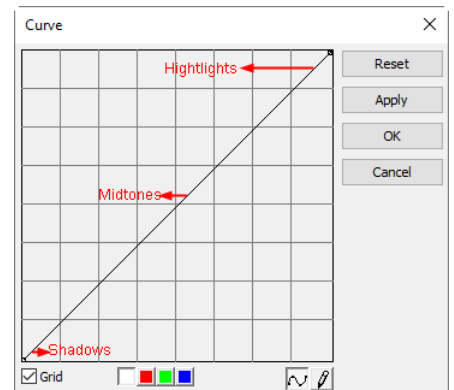 Curve
Hightlights
Reset
Apply
Midtones
OK
Cancel
Shadows
Grid